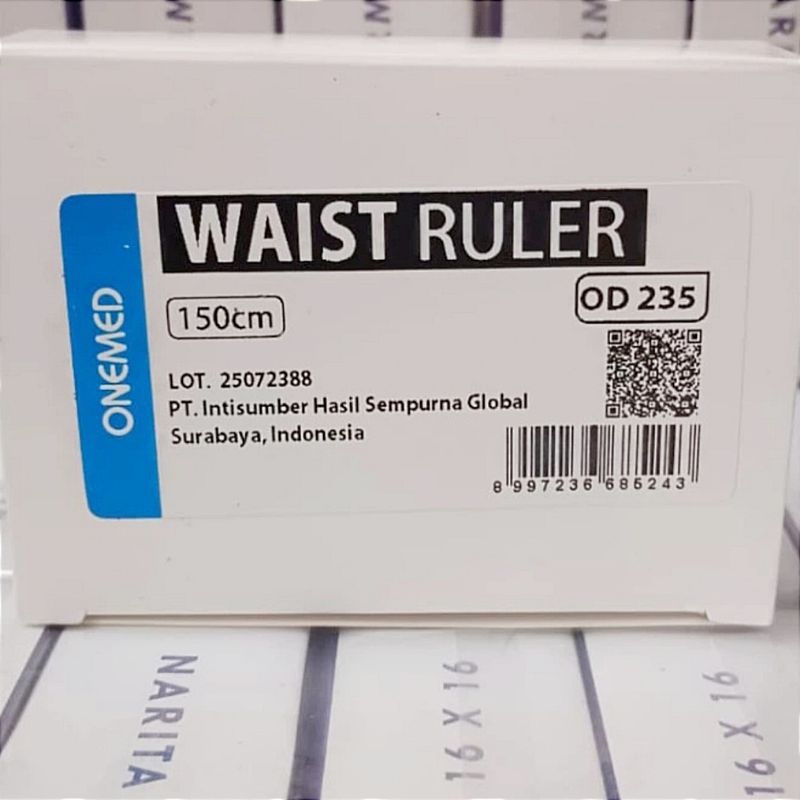 WAIST RULER
ONEMED
150cm
OD 235
LOT. 25072388
PT. Intisumber Hasil Sempurna Global
Surabaya, Indonesia
8 997236 685243
NARITA
16 X 16
16 X 16